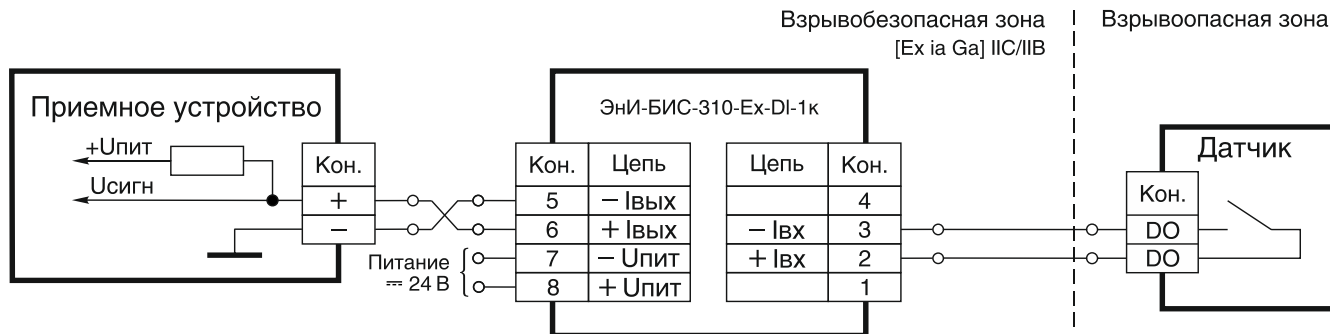 Взрывобезопасная зона
[Ex ia Ga] IIC/IIB
Взрывоопасная зона
Приемное устройство
+Uпит
Uсигн
Кон.
+
−
ЭнИ-БИС-310-Ex-DI-1к
Кон. Цепь
5 − Iвых
6 + Iвых
7 − Uпит
8 + Uпит
Питание
⎓ 24 В
Цепь Кон.
4
− Iвх 3
+ Iвх 2
1
Датчик
Кон.
DO
DO